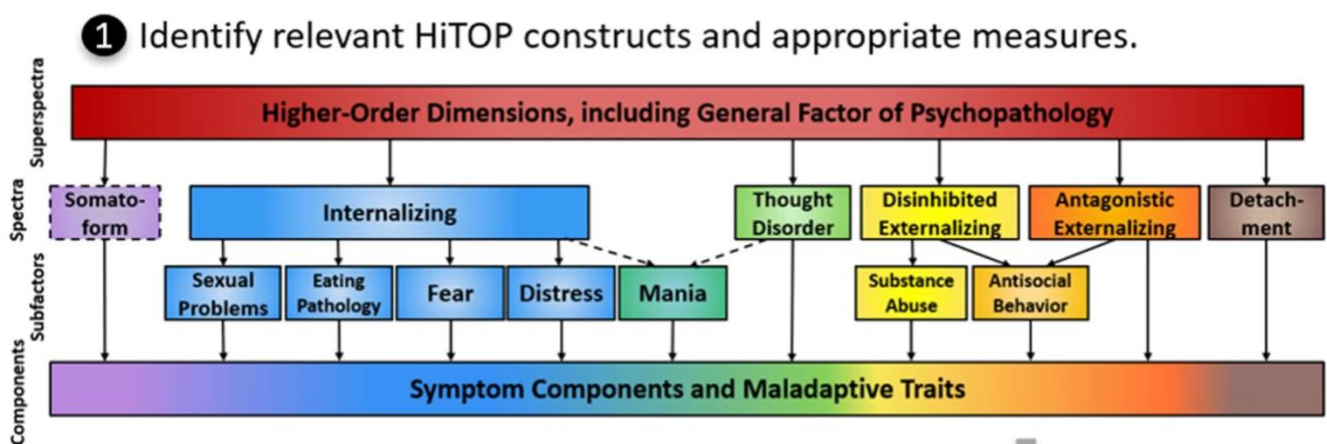 1 Identify relevant HiTOP constructs and appropriate measures.
Superspectra
Higher-Order Dimensions, including General Factor of Psychopathology
Spectra
Somato-
form
Internalizing
Thought
Disorder
Disinhibited
Externalizing
Antagonistic
Externalizing
Detach-
ment
Subfactors
Sexual
Problems
Eating
Pathology
Fear
Distress
Mania
Substance
Abuse
Antisocial
Behavior
Components
Symptom Components and Maladaptive Traits